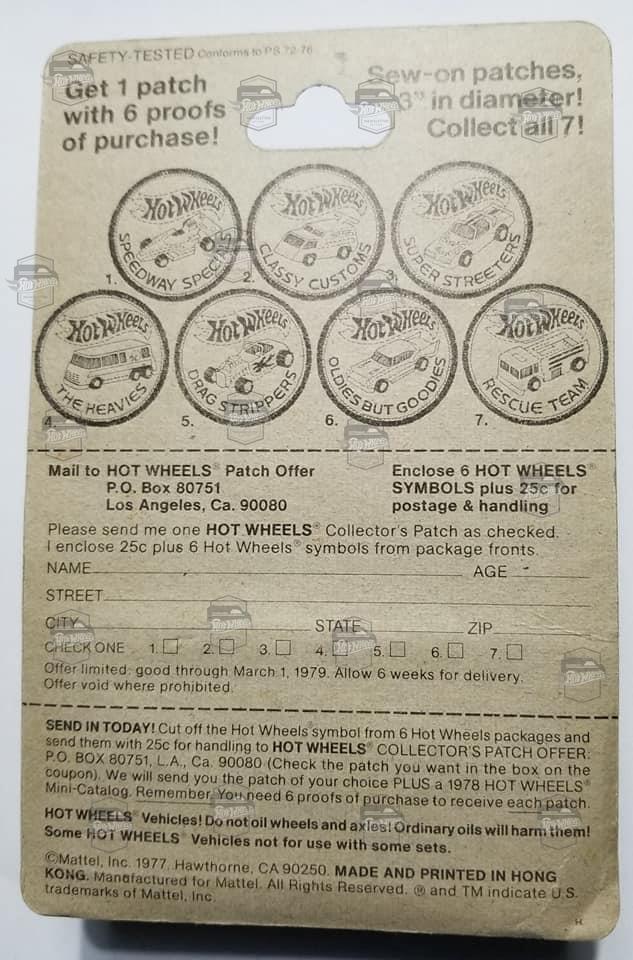 SAFETY-TESTED Conforms to PS 72-76
Get 1 patch
with 6 proofs
of purchase!
Sew-on patches,
3" in diameter!
Collect all 7!
Hot Wheels
SPEEDWAY SPECIALS
1.
Hot Wheels
CLASSY CUSTOMS
2.
Hot Wheels
SUPER STREETERS
3.
Hot Wheels
THE HEAVIES
4.
Hot Wheels
DRAG STRIPPERS
5.
Hot Wheels
OLDIES BUT GOODIES
6.
Hot Wheels
RESCUE TEAM
7.
Mail to HOT WHEELS® Patch Offer
P.O. Box 80751
Los Angeles, Ca. 90080
Enclose 6 HOT WHEELS®
SYMBOLS plus 25c for
postage & handling
Please send me one HOT WHEELS® Collector's Patch as checked.
I enclose 25c plus 6 Hot Wheels® symbols from package fronts.
NAME AGE
STREET
CITY STATE ZIP
CHECK ONE 1. 2. 3. 4. 5. 6. 7.
Offer limited: good through March 1, 1979. Allow 6 weeks for delivery.
Offer void where prohibited.
SEND IN TODAY! Cut off the Hot Wheels® symbol from 6 Hot Wheels packages and
send them with 25c for handling to HOT WHEELS® COLLECTOR'S PATCH OFFER:
P.O. BOX 80751, L.A., Ca. 90080 (Check the patch you want in the box on the
coupon). We will send you the patch of your choice PLUS a 1978 HOT WHEELS®
Mini-Catalog. Remember, You need 6 proofs of purchase to receive each patch.
HOT WHEELS® Vehicles! Do not oil wheels and axles! Ordinary oils will harm them!
Some HOT WHEELS® Vehicles not for use with some sets.
©Mattel, Inc. 1977. Hawthorne, CA 90250. MADE AND PRINTED IN HONG
KONG. Manufactured for Mattel. All Rights Reserved. ® and TM indicate U.S.
trademarks of Mattel, Inc.
H